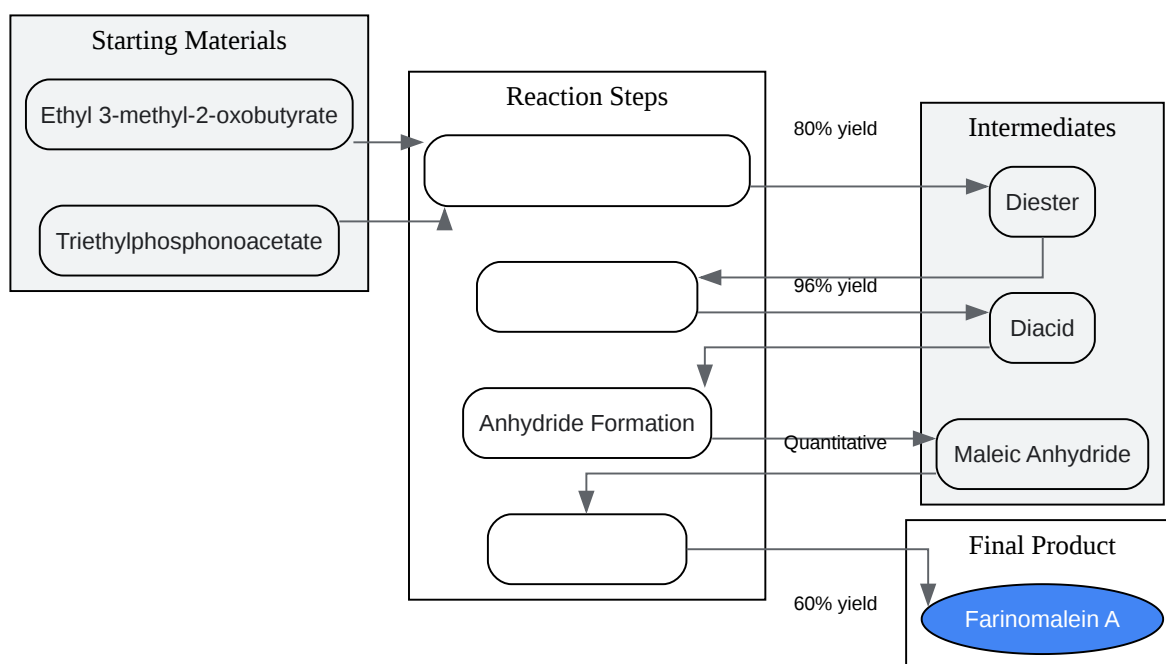 Starting Materials
Ethyl 3-methyl-2-oxobutyrate
Triethylphosphonoacetate
Reaction Steps
80% yield
Intermediates
Diester
96% yield
Diacid
Anhydride Formation
Quantitative
Maleic Anhydride
Final Product
60% yield
Farinomalein A